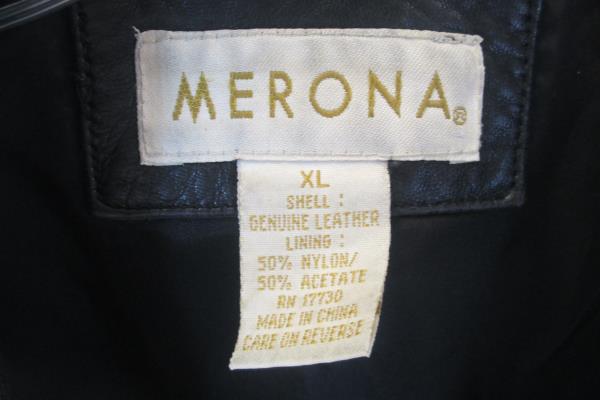 MERONA®
XL
SHELL :
GENUINE LEATHER
LINING :
50% NYLON/
50% ACETATE
RN 17730
MADE IN CHINA
CARE ON REVERSE